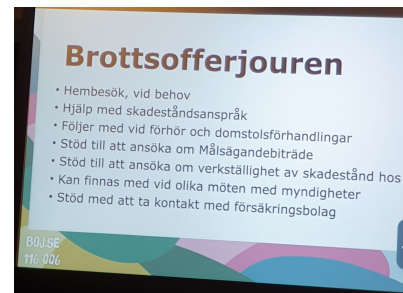 Brottsofferjouren
• Hembesök, vid behov
• Hjälp med skadeståndsanspråk
• Följer med vid förhör och domstolsförhandlingar
• Stöd till att ansöka om Målsägandebiträde
• Stöd till att ansöka om verkställighet av skadestånd hos
• Kan finnas med vid olika möten med myndigheter
• Stöd med att ta kontakt med försäkringsbolag
BOJ.SE
116 006